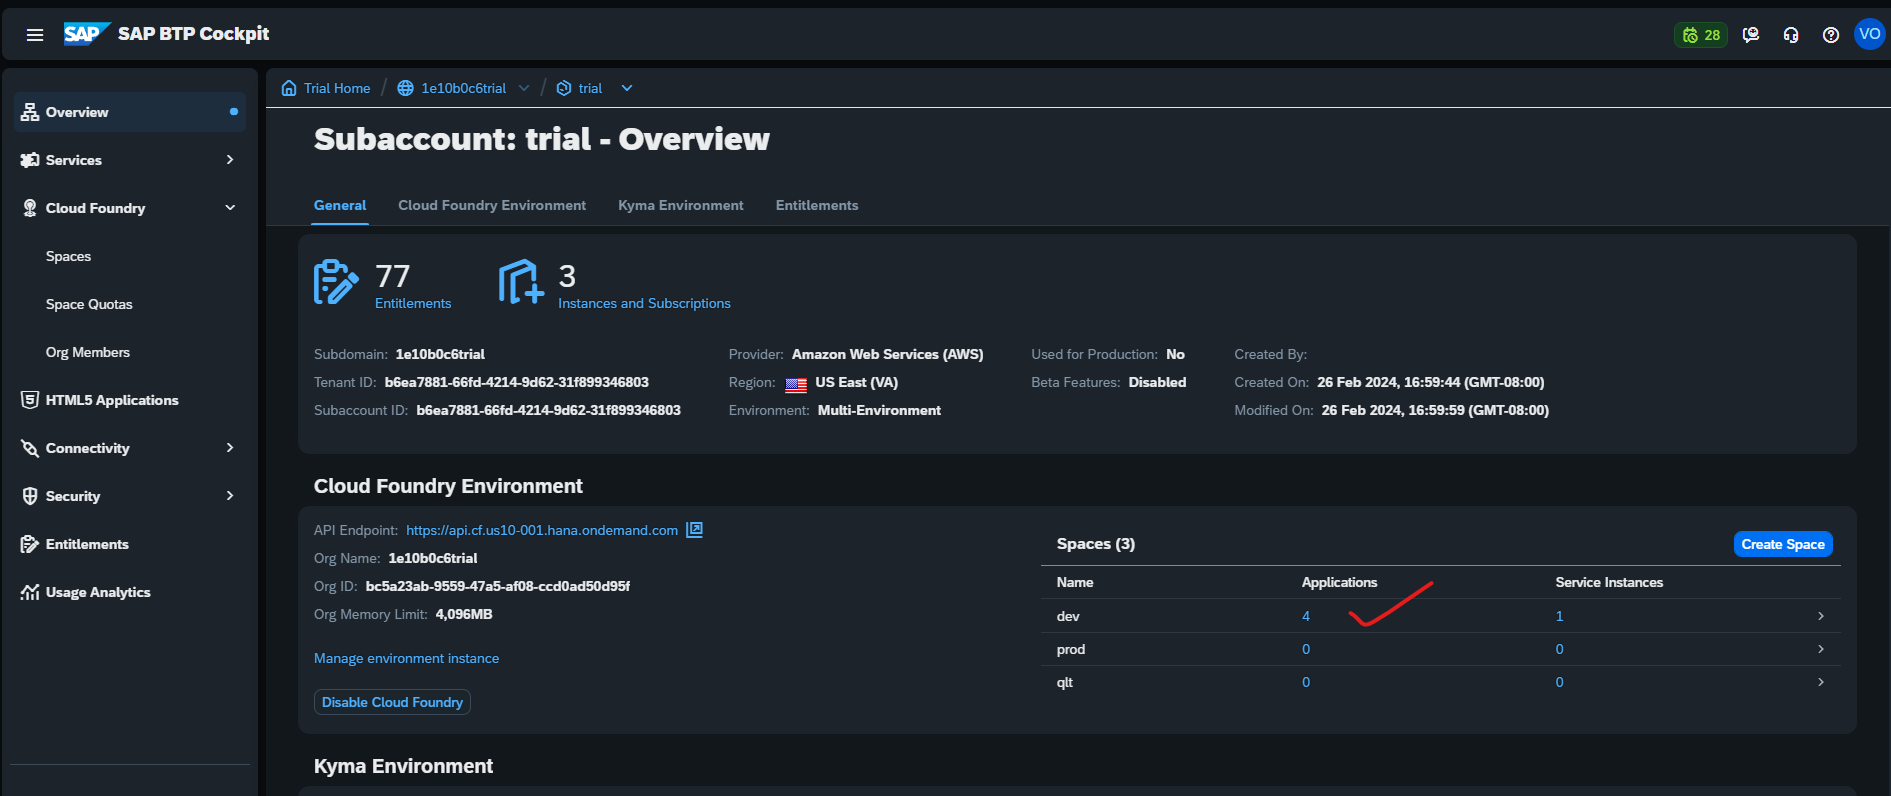 SAP SAP BTP Cockpit
28
VO
Overview
Services
Cloud Foundry
Spaces
Space Quotas
Org Members
HTML5 Applications
Connectivity
Security
Entitlements
Usage Analytics
Trial Home / 1e10b0c6trial / trial
Subaccount: trial - Overview
General Cloud Foundry Environment Kyma Environment Entitlements
77
Entitlements
3
Instances and Subscriptions
Subdomain: 1e10b0c6trial
Tenant ID: b6ea7881-66fd-4214-9d62-31f899346803
Subaccount ID: b6ea7881-66fd-4214-9d62-31f899346803
Provider: Amazon Web Services (AWS)
Region: US East (VA)
Environment: Multi-Environment
Used for Production: No
Beta Features: Disabled
Created By:
Created On: 26 Feb 2024, 16:59:44 (GMT-08:00)
Modified On: 26 Feb 2024, 16:59:59 (GMT-08:00)
Cloud Foundry Environment
API Endpoint: https://api.cf.us10-001.hana.ondemand.com
Org Name: 1e10b0c6trial
Org ID: bc5a23ab-9559-47a5-af08-ccd0ad50d95f
Org Memory Limit: 4,096MB
Manage environment instance
Disable Cloud Foundry
Spaces (3)
Create Space
Name Applications Service Instances
dev 4 1
prod 0 0
qlt 0 0
Kyma Environment